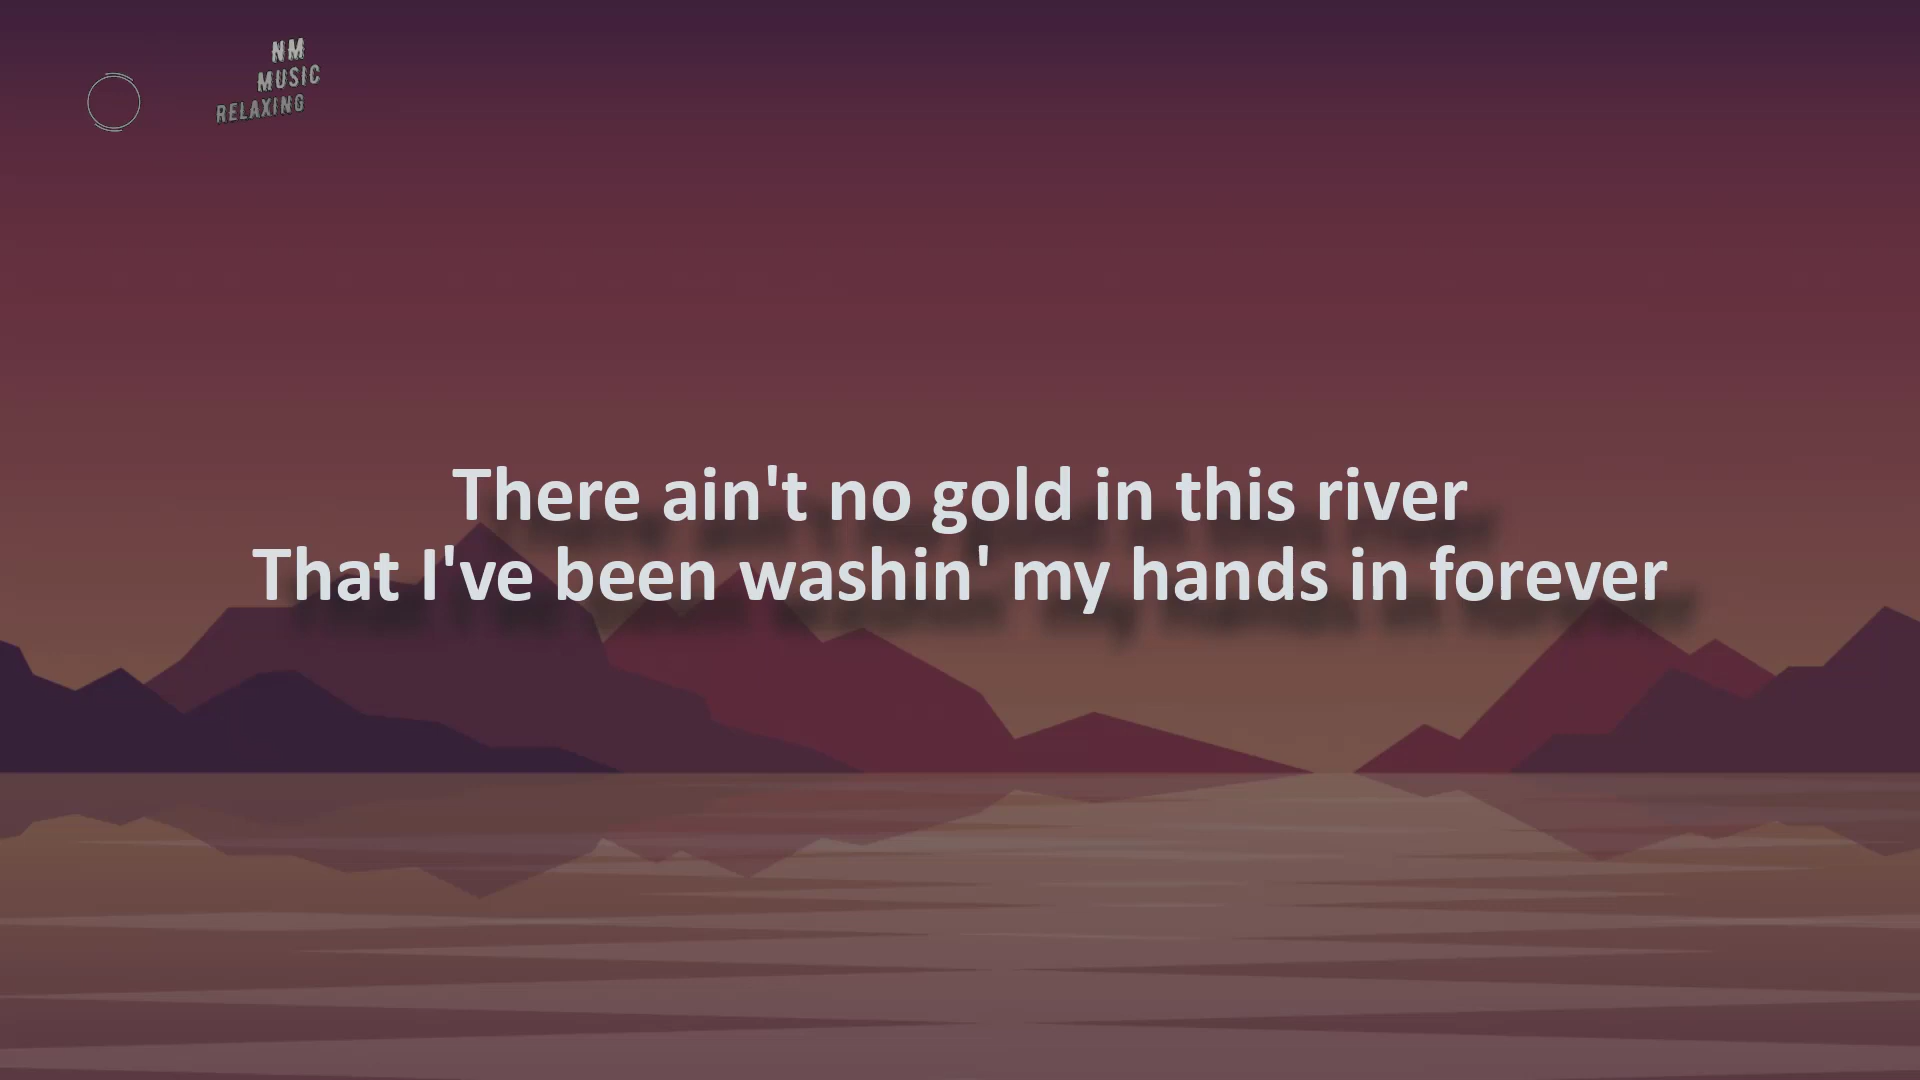 NM
MUSIC
RELAXING
There ain't no gold in this river
That I've been washin' my hands in forever